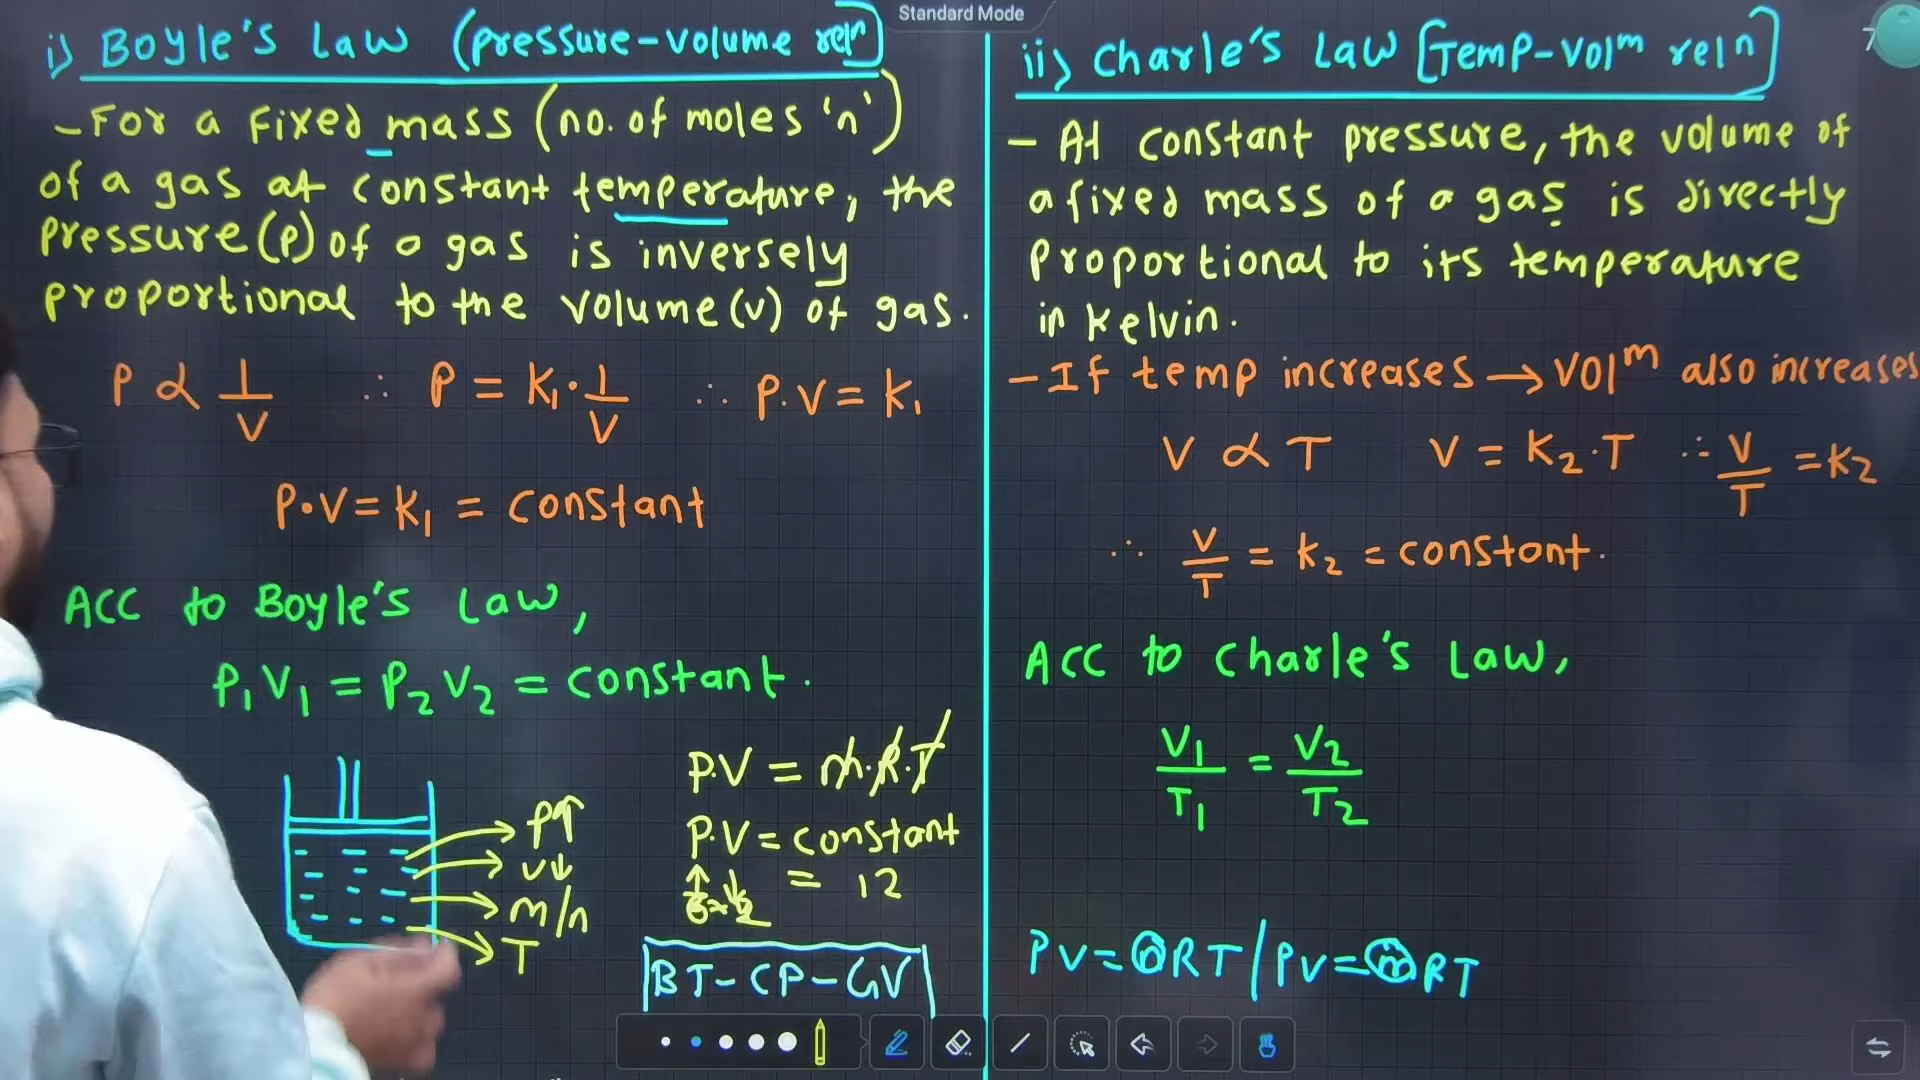 Standard Mode
i) Boyle's Law (pressure-volume reln)
- For a fixed mass (no. of moles 'n')
of a gas at constant temperature, the
pressure (P) of a gas is inversely
proportional to the volume (v) of gas.
P ∝ 1/V ∴ P = K₁·1/V ∴ P.V = K₁
P.V = K₁ = constant
Acc to Boyle's Law,
P₁V₁ = P₂V₂ = constant.
P↑
V↓
m/n
T
P.V = n.R.T
P.V = constant
= 12
BT-CP-GV
ii) Charle's Law [Temp-Volᵐ relⁿ]
- At constant pressure, the volume of
a fixed mass of a gas is directly
proportional to its temperature
in Kelvin.
- If temp increases → Volᵐ also increases
V ∝ T V = K₂.T ∴ V/T = K₂
∴ V/T = K₂ = constant.
Acc to Charle's Law,
V₁/T₁ = V₂/T₂
PV = nRT / PV = mRT